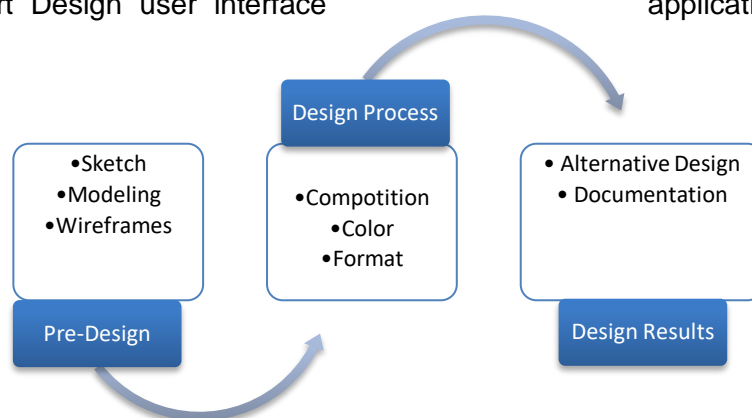 rt Design user interface
applicati
Design Process
•Sketch
•Modeling
•Wireframes
•Compotition
•Color
•Format
• Alternative Design
• Documentation
Pre-Design
Design Results